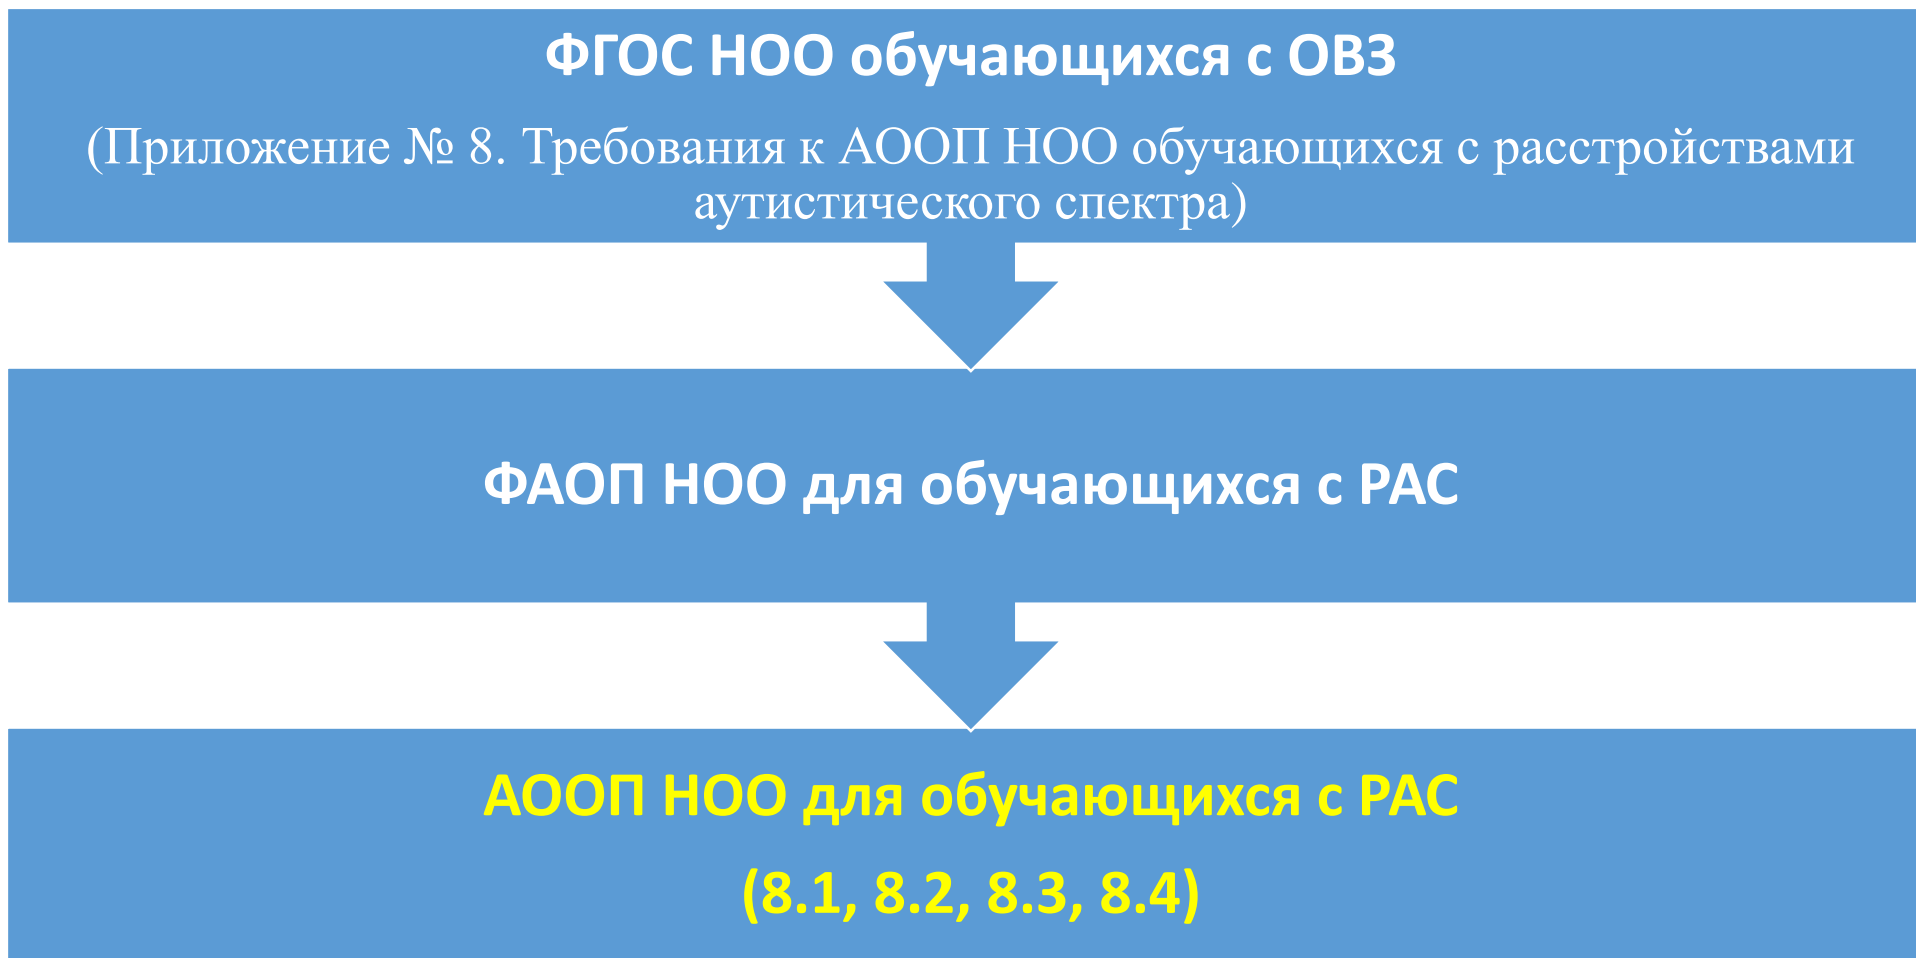 ФГОС НОО обучающихся с ОВЗ
(Приложение № 8. Требования к АООП НОО обучающихся с расстройствами
аутистического спектра)
ФАОП НОО для обучающихся с РАС
АООП НОО для обучающихся с РАС
(8.1, 8.2, 8.3, 8.4)